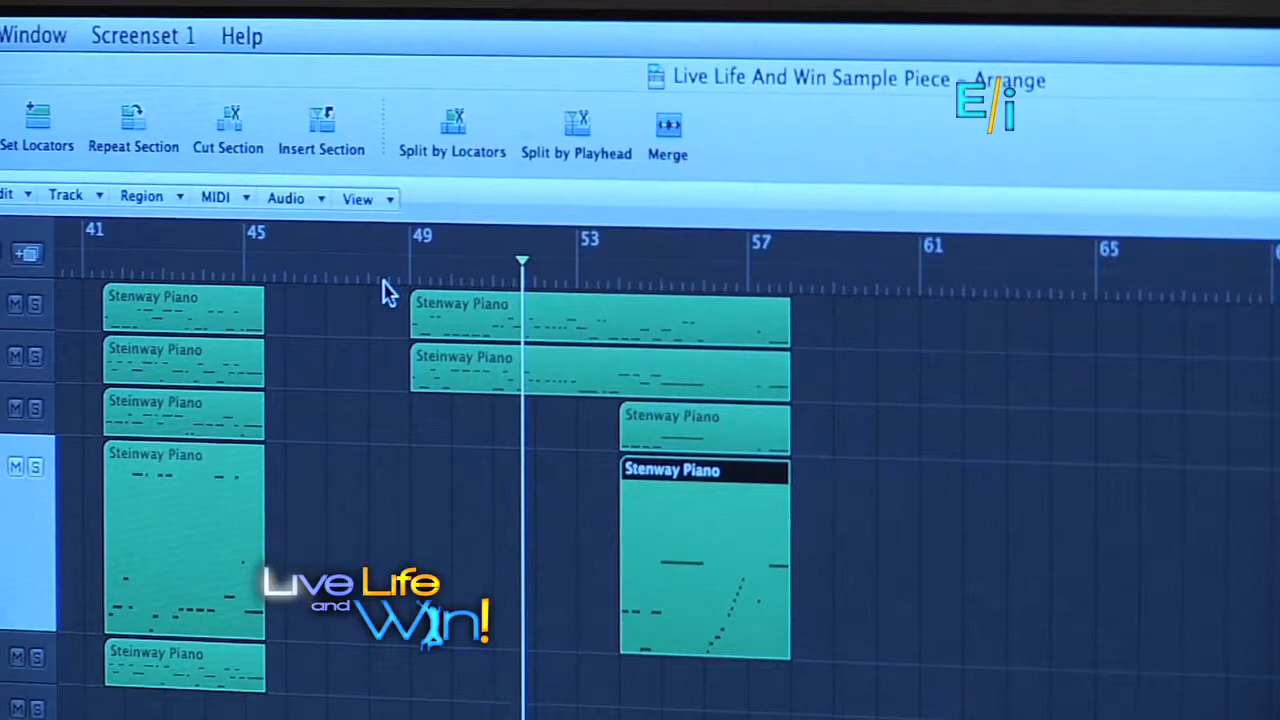 Window Screenset 1 Help
Live Life And Win Sample Piece - Arrange
E/i
Set Locators Repeat Section Cut Section Insert Section Split by Locators Split by Playhead Merge
dit Track Region MIDI Audio View
41 45 49 53 57 61 65
M S Stenway Piano Stenway Piano
M S Steinway Piano Steinway Piano
M S Steinway Piano Stenway Piano
M S Steinway Piano Stenway Piano
Live Life
and Win!
M S Steinway Piano
M S